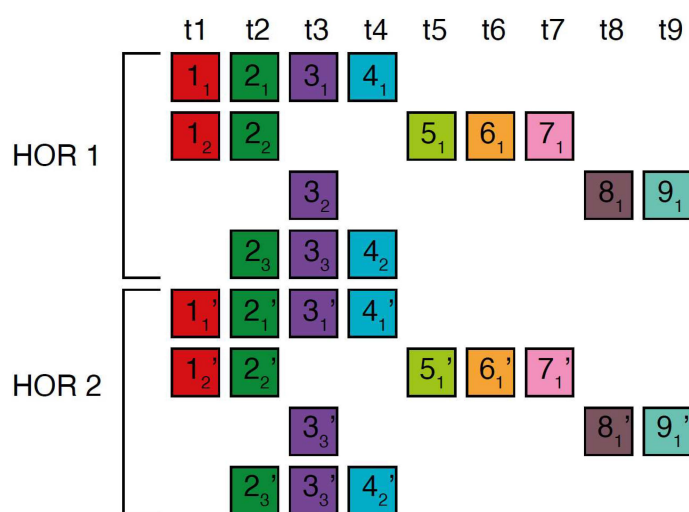 t1 t2 t3 t4 t5 t6 t7 t8 t9
1₁ 2₁ 3₁ 4₁
1₂ 2₂ 5₁ 6₁ 7₁
HOR 1
3₂ 8₁ 9₁
2₃ 3₃ 4₂
1₁' 2₁' 3₁' 4₁'
1₂' 2₂' 5₁' 6₁' 7₁'
HOR 2
3₃' 8₁' 9₁'
2₃' 3₃' 4₂'